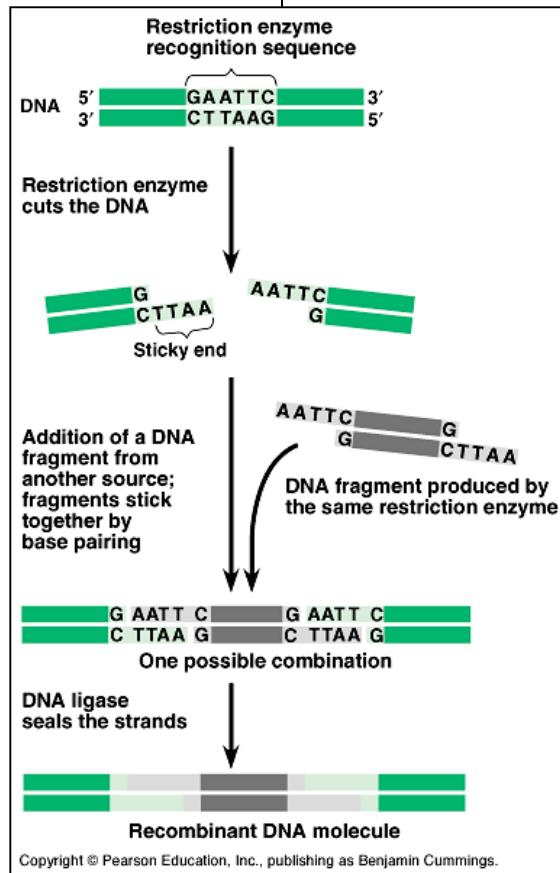 Restriction enzyme
recognition sequence
DNA
5′ GAATTC 3′
3′ CTTAAG 5′
Restriction enzyme
cuts the DNA
G
CTTAA
AATTC
G
Sticky end
Addition of a DNA
fragment from
another source;
fragments stick
together by
base pairing
AATTC G
G CTTAA
DNA fragment produced by
the same restriction enzyme
G AATT C G AATT C
C TTAA G C TTAA G
One possible combination
DNA ligase
seals the strands
Recombinant DNA molecule
Copyright © Pearson Education, Inc., publishing as Benjamin Cummings.